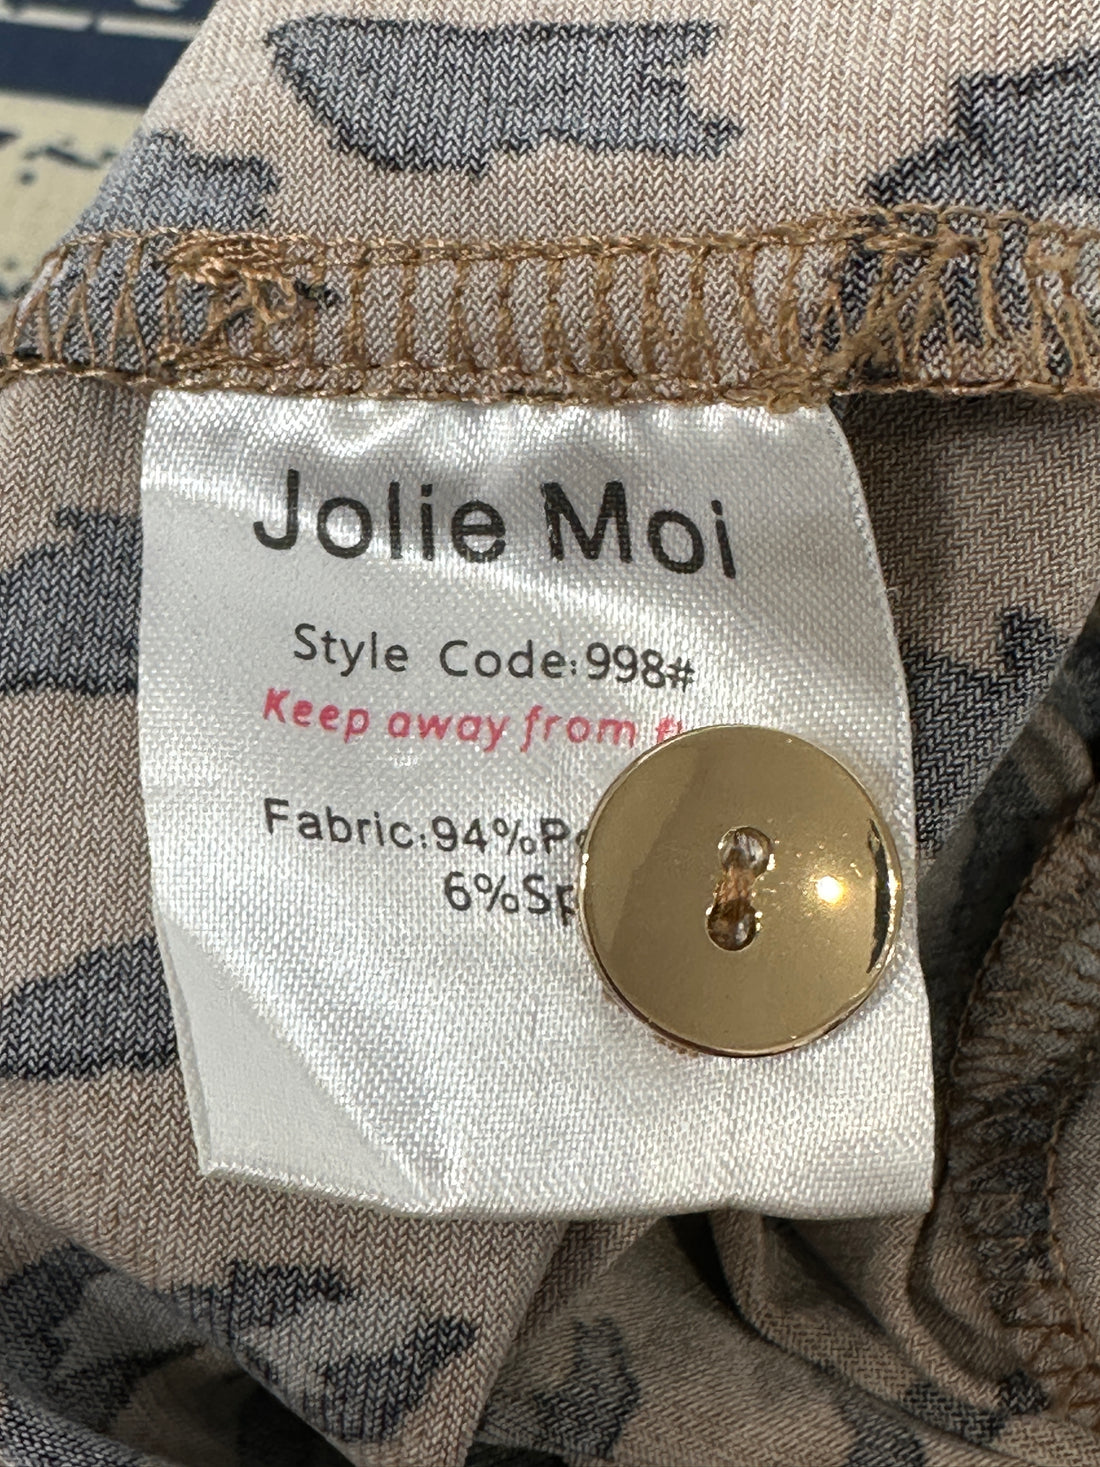 Jolie Moi
Style Code:998#
Keep away from
Fabric:94%P
6%Sp